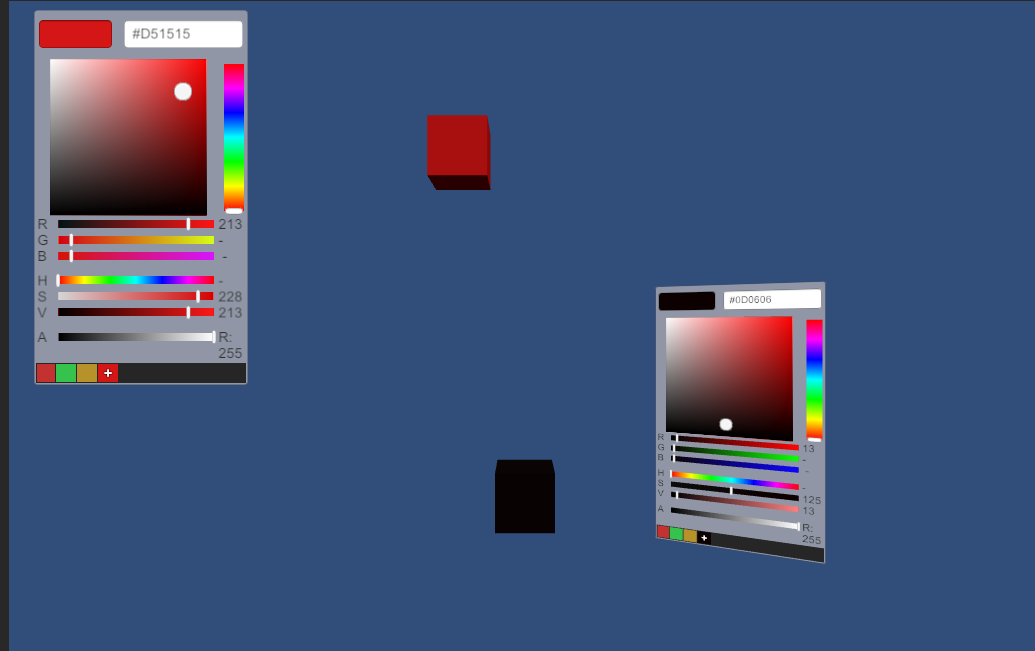 #D51515
R 213
G -
B -
H -
S 228
V 213
A R:
255
#0D0606
R 13
G -
B -
H -
S 125
V 13
A R:
255